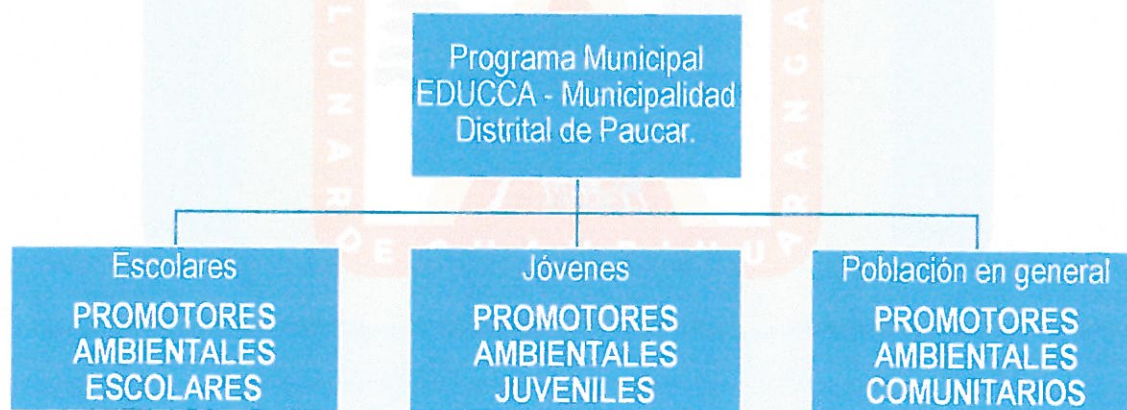 Programa Municipal
EDUCCA - Municipalidad
Distrital de Paucar.
Escolares
PROMOTORES
AMBIENTALES
ESCOLARES
Jóvenes
PROMOTORES
AMBIENTALES
JUVENILES
Población en general
PROMOTORES
AMBIENTALES
COMUNITARIOS